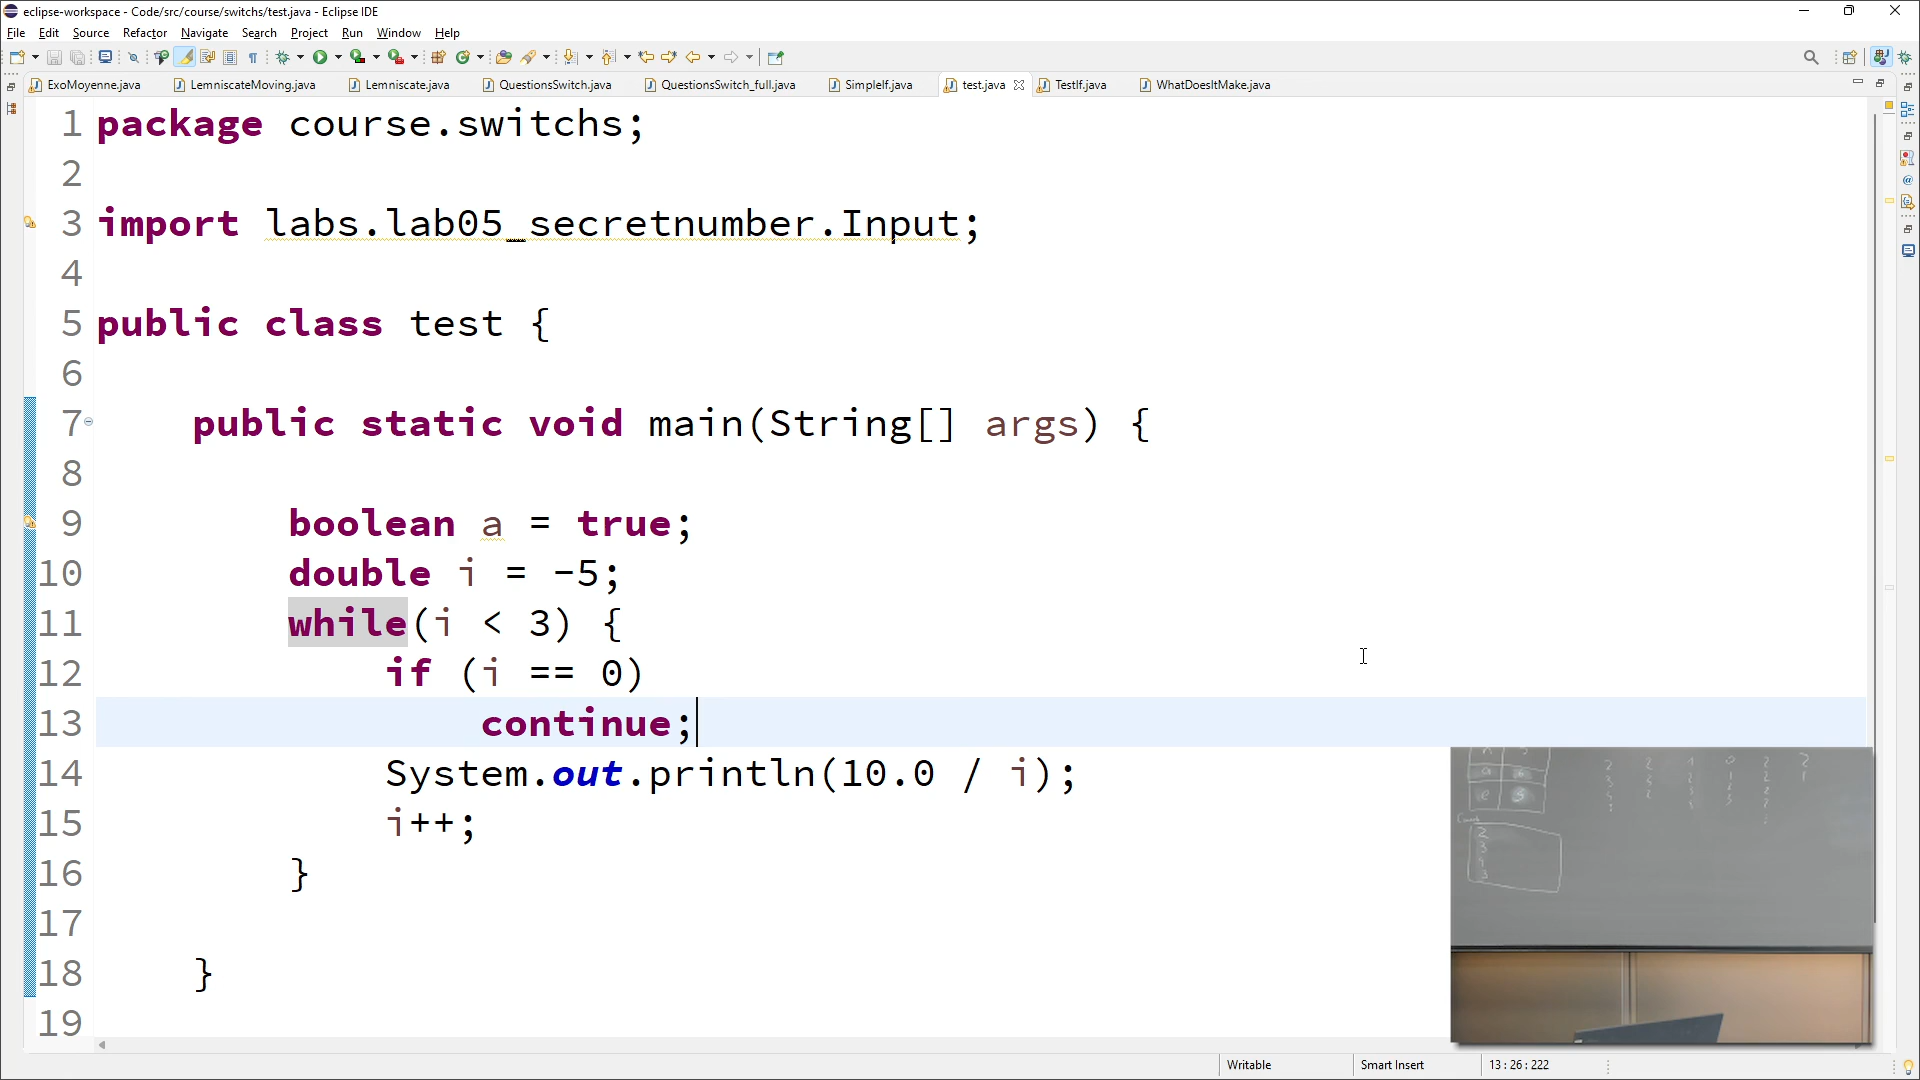 eclipse-workspace - Code/src/course/switchs/test.java - Eclipse IDE
File Edit Source Refactor Navigate Search Project Run Window Help
ExoMoyenne.java LemniscateMoving.java Lemniscate.java QuestionsSwitch.java QuestionsSwitch_full.java SimpleIf.java test.java TestIf.java WhatDoesItMake.java
1 package course.switchs;
2
3 import labs.lab05_secretnumber.Input;
4
5 public class test {
6
7 public static void main(String[] args) {
8
9 boolean a = true;
10 double i = -5;
11 while(i < 3) {
12 if (i == 0)
13 continue;
14 System.out.println(10.0 / i);
15 i++;
16 }
17
18 }
19
Writable Smart Insert 13 : 26 : 222